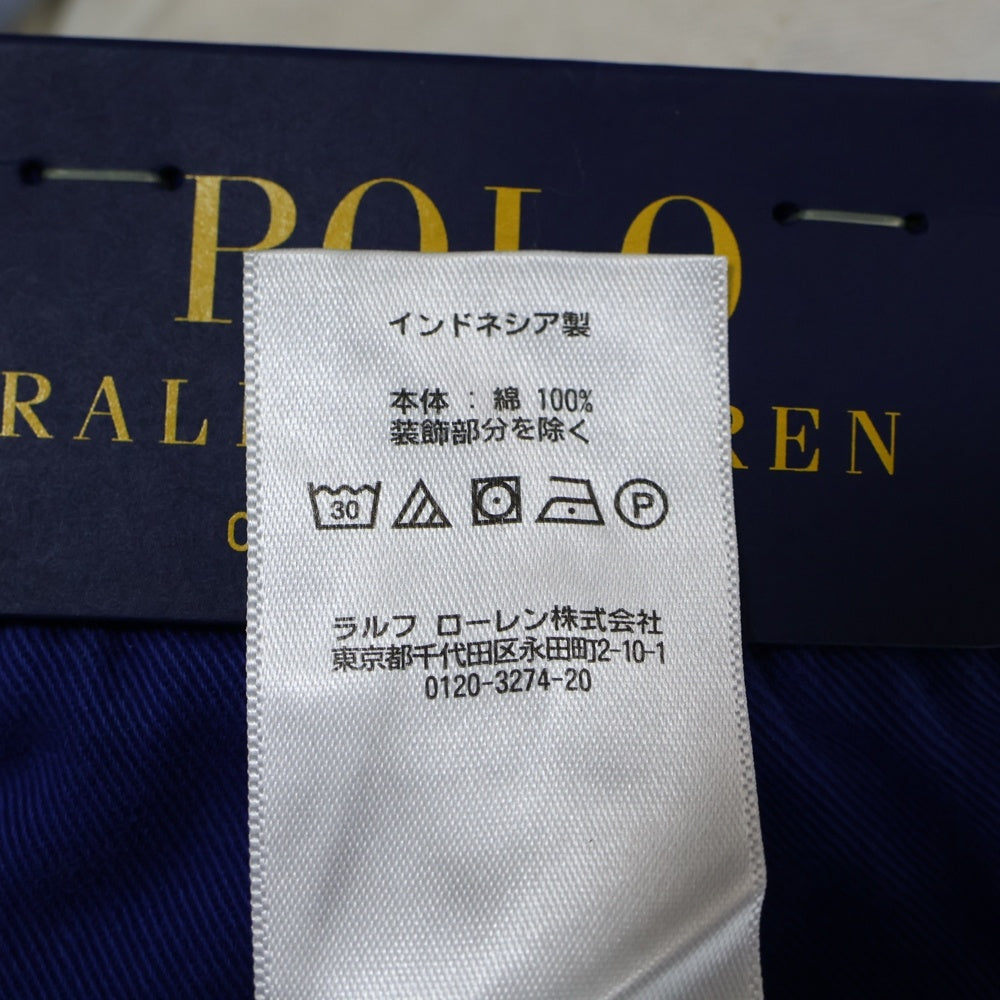 POLO
RALPH LAUREN
インドネシア製
本体 : 綿 100%
装飾部分を除く
30
P
ラルフ ローレン株式会社
東京都千代田区永田町2-10-1
0120-3274-20